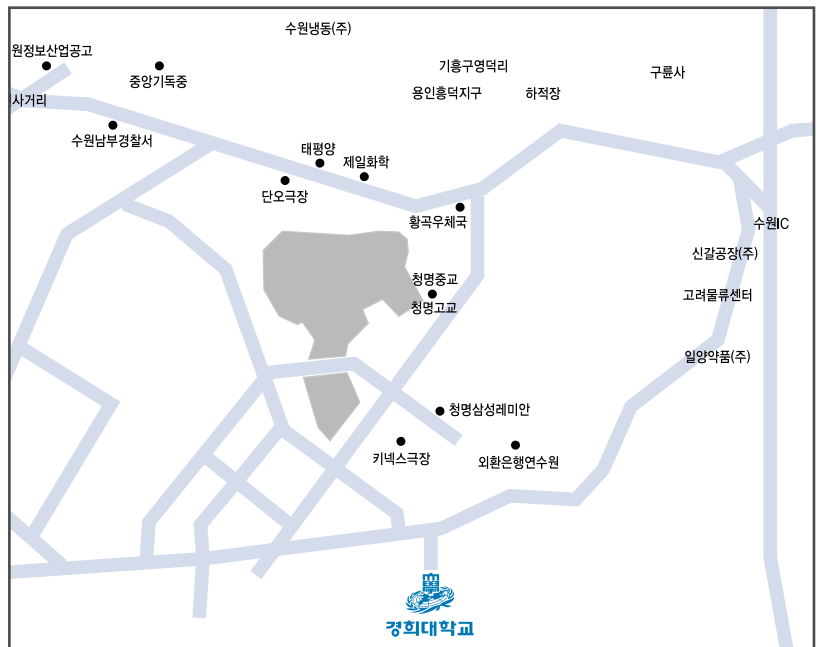 수원냉동(주)
원정보산업공고
중앙기독중
기흥구영덕리
구륜사
용인흥덕지구
하적장
사거리
수원남부경찰서
태평양
제일화학
단오극장
황곡우체국
수원IC
신갈공장(주)
청명중교
고려물류센터
청명고교
일양약품(주)
청명삼성레미안
키넥스극장
외환은행연수원
경희대학교